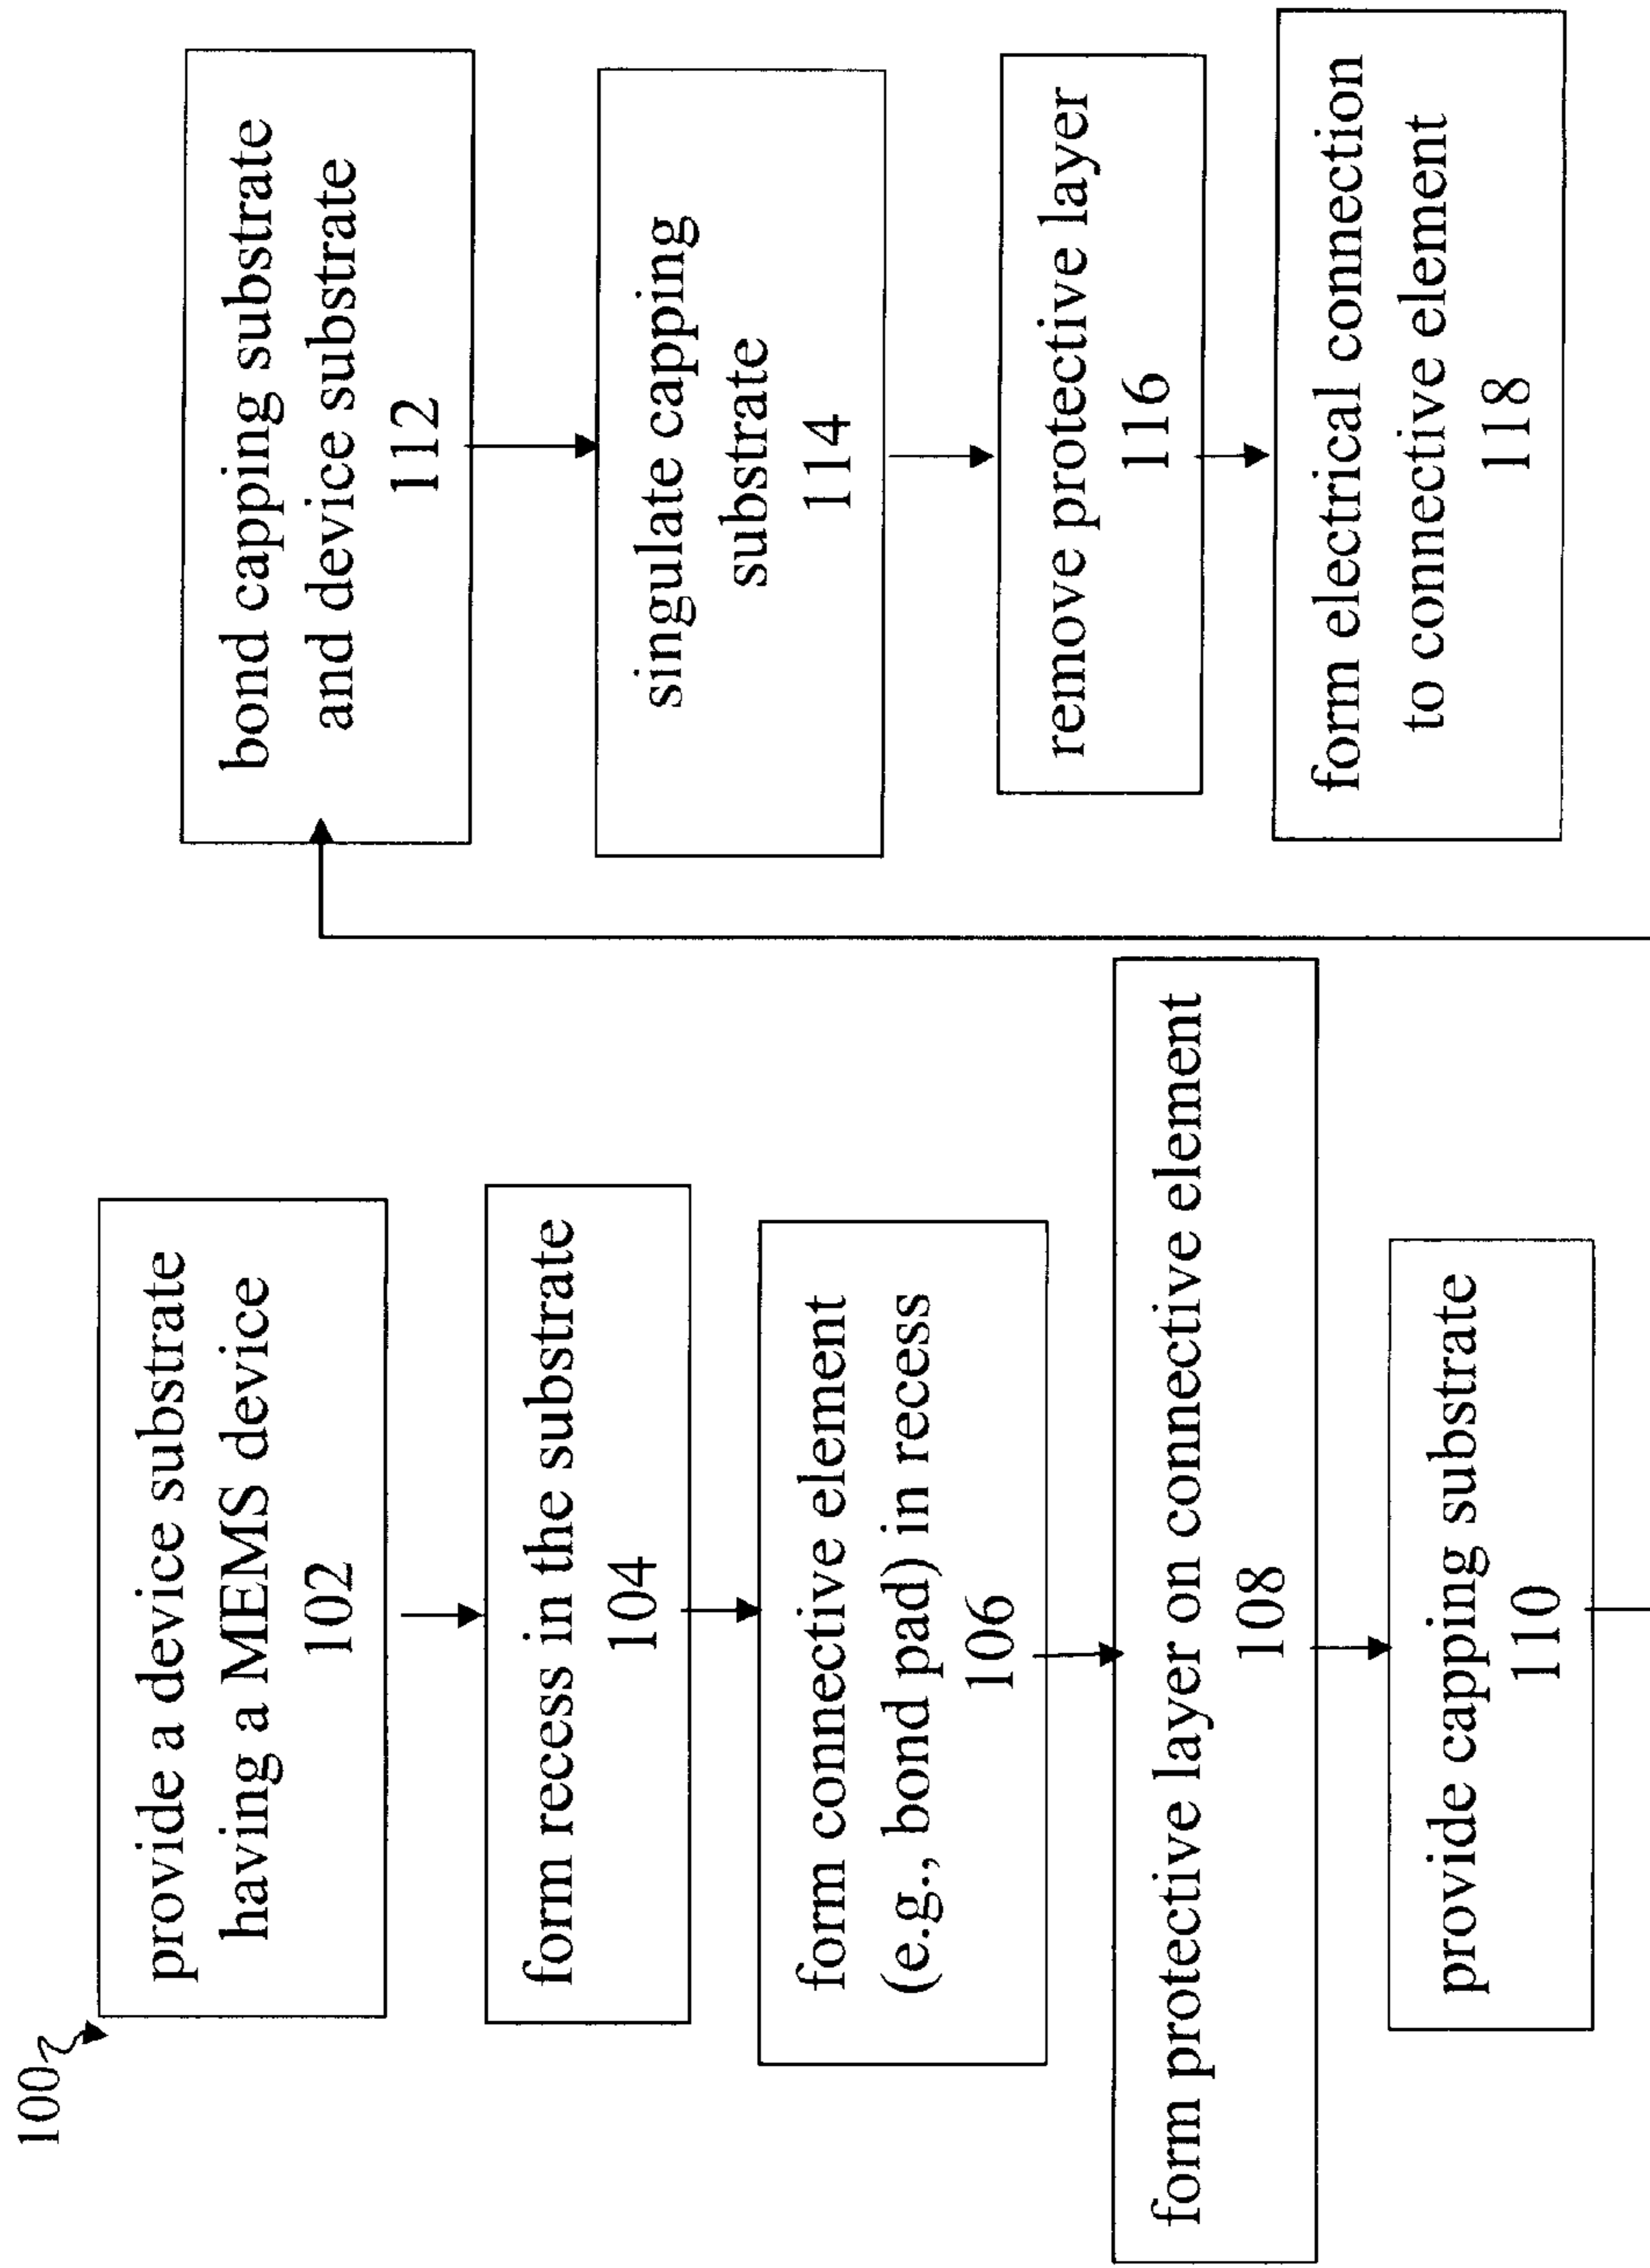 100
provide a device substrate
having a MEMS device
102
form recess in the substrate
104
form connective element
(e.g., bond pad) in recess
106
form protective layer on connective element
108
provide capping substrate
110
bond capping substrate
and device substrate
112
singulate capping
substrate
114
remove protective layer
116
form electrical connection
to connective element
118